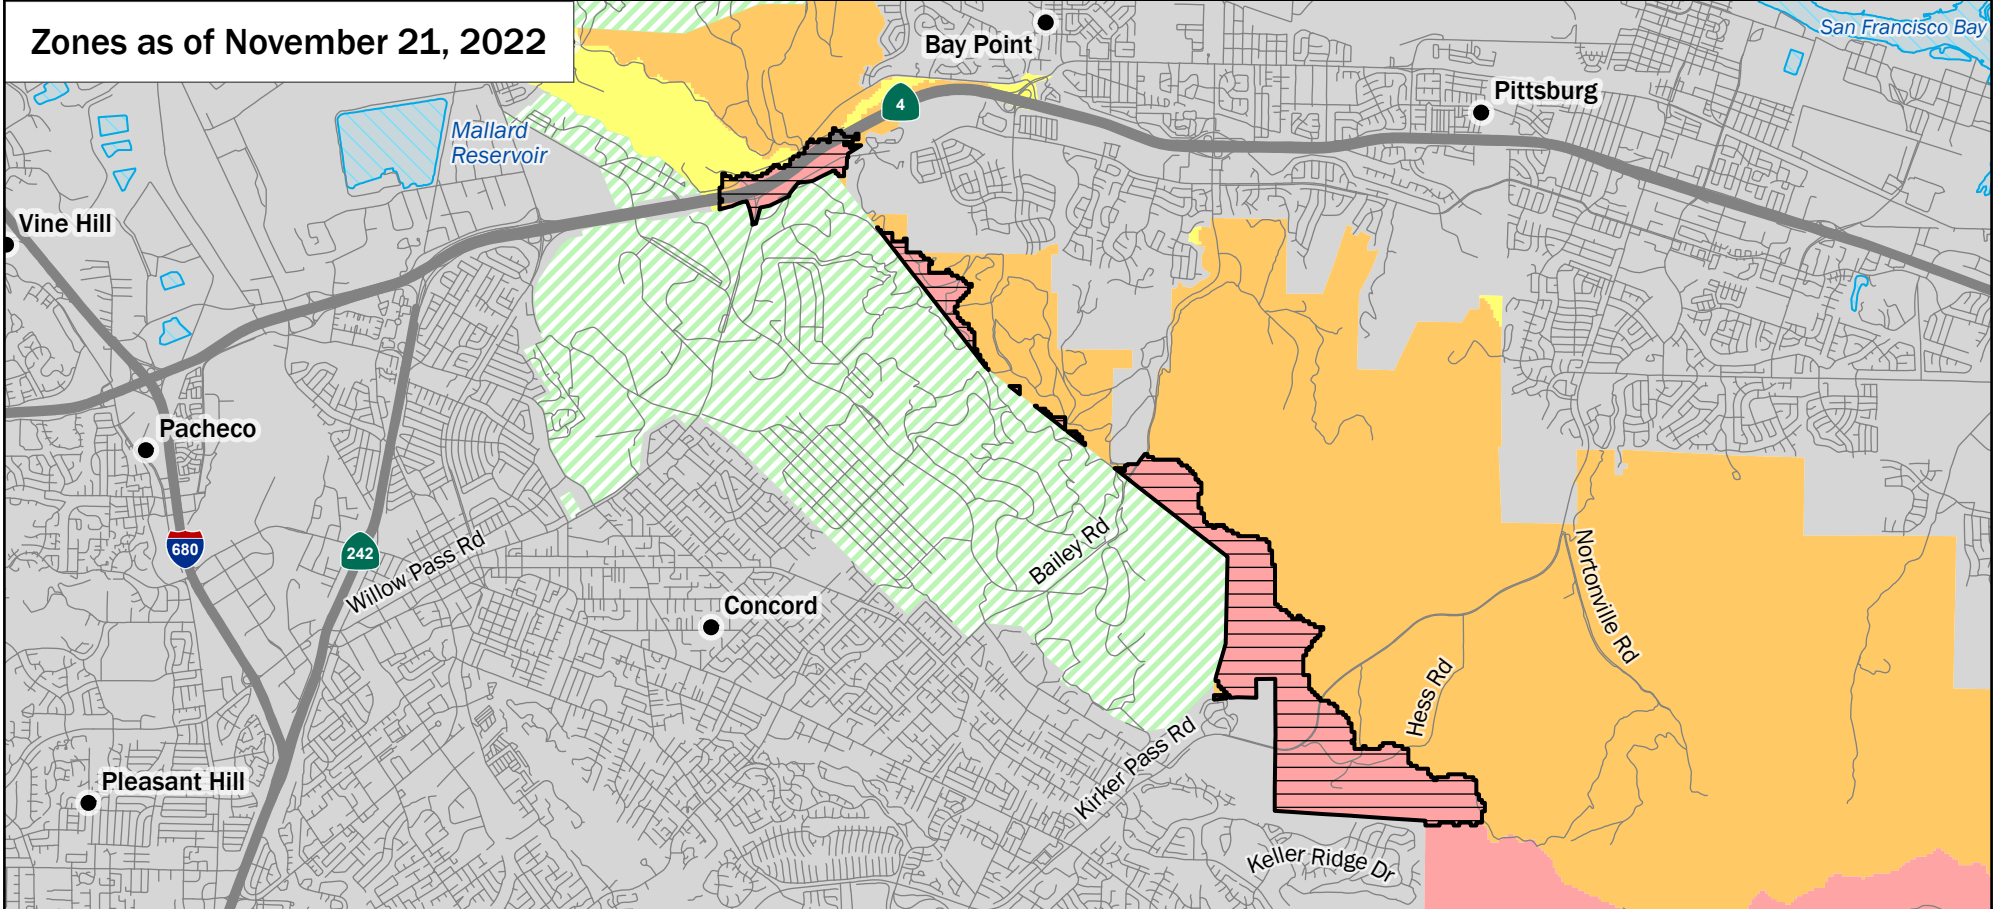 Zones as of November 21, 2022
San Francisco Bay
Bay Point
Pittsburg
4
Mallard
Reservoir
Vine Hill
Pacheco
680
242
Willow Pass Rd
Bailey Rd
Nortonville Rd
Concord
Hess Rd
Kirker Pass Rd
Pleasant Hill
Keller Ridge Dr